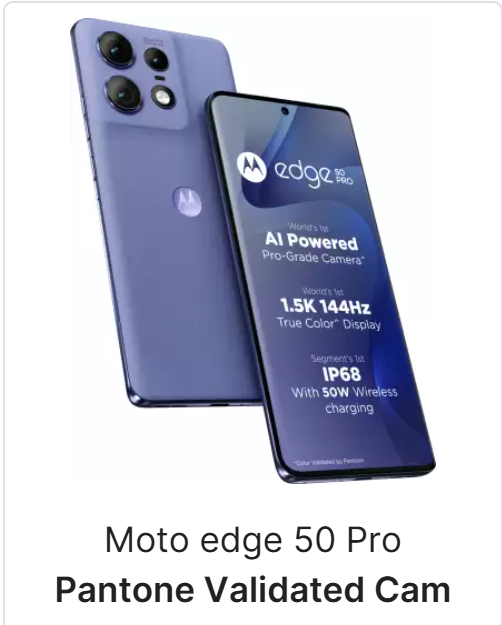 edge 50 PRO
World's 1st
AI Powered
Pro-Grade Camera^
World's 1st
1.5K 144Hz
True Color^ Display
Segment's 1st
IP68
With 50W Wireless
charging
^Color Validated by Pantone
Moto edge 50 Pro
Pantone Validated Cam